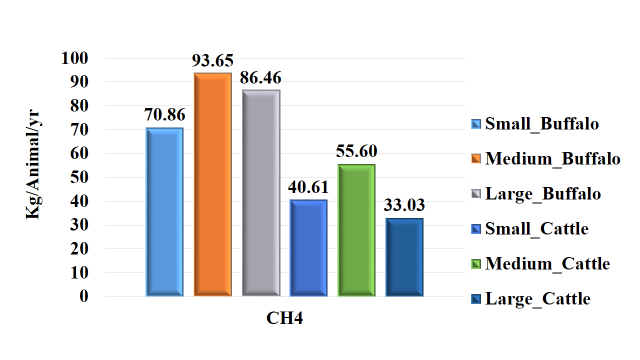 Kg/Animal/yr
100
90
80
70
60
50
40
30
20
10
0
70.86
93.65
86.46
40.61
55.60
33.03
CH4
Small_Buffalo
Medium_Buffalo
Large_Buffalo
Small_Cattle
Medium_Cattle
Large_Cattle